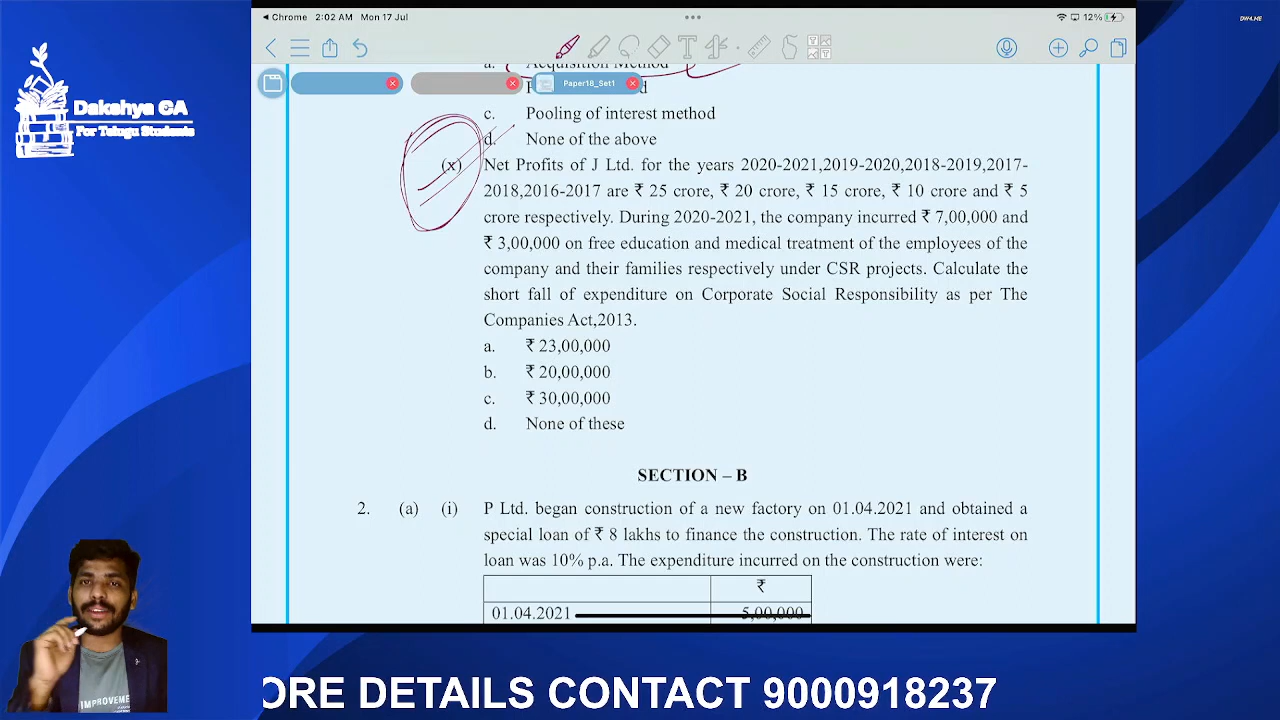 Chrome 2:02 AM Mon 17 Jul
12%
DW4.ME
Dakshya CA
For Telugu Students
Paper18_Set1
a. Acquisition Method
c. Pooling of interest method
d. None of the above
(x) Net Profits of J Ltd. for the years 2020-2021,2019-2020,2018-2019,2017-
2018,2016-2017 are ₹ 25 crore, ₹ 20 crore, ₹ 15 crore, ₹ 10 crore and ₹ 5
crore respectively. During 2020-2021, the company incurred ₹ 7,00,000 and
₹ 3,00,000 on free education and medical treatment of the employees of the
company and their families respectively under CSR projects. Calculate the
short fall of expenditure on Corporate Social Responsibility as per The
Companies Act,2013.
a. ₹ 23,00,000
b. ₹ 20,00,000
c. ₹ 30,00,000
d. None of these
SECTION – B
2. (a) (i) P Ltd. began construction of a new factory on 01.04.2021 and obtained a
special loan of ₹ 8 lakhs to finance the construction. The rate of interest on
loan was 10% p.a. The expenditure incurred on the construction were:
₹
01.04.2021 5,00,000
IMPROVEME
ORE DETAILS CONTACT 9000918237